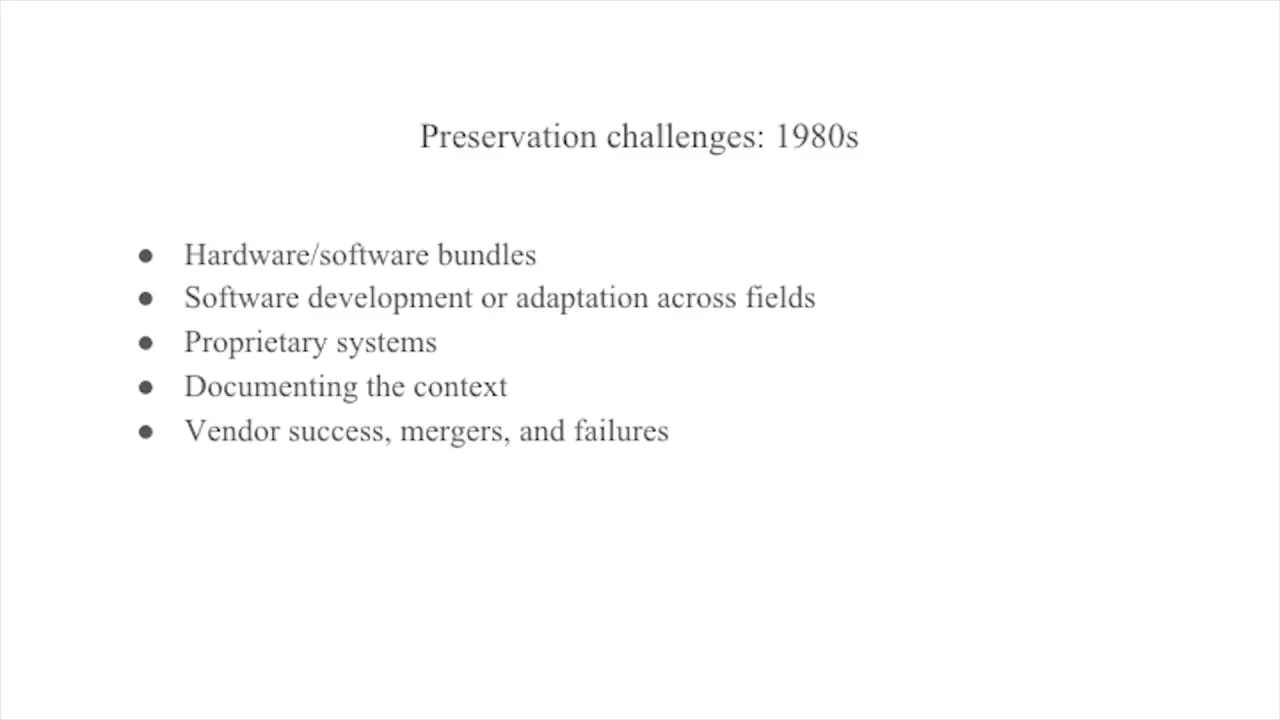 Preservation challenges: 1980s
● Hardware/software bundles
● Software development or adaptation across fields
● Proprietary systems
● Documenting the context
● Vendor success, mergers, and failures